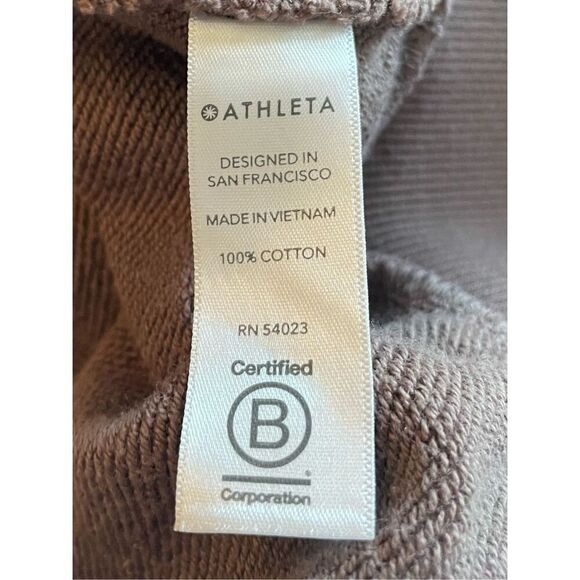 ATHLETA
DESIGNED IN
SAN FRANCISCO
MADE IN VIETNAM
100% COTTON
RN 54023
Certified
B
Corporation